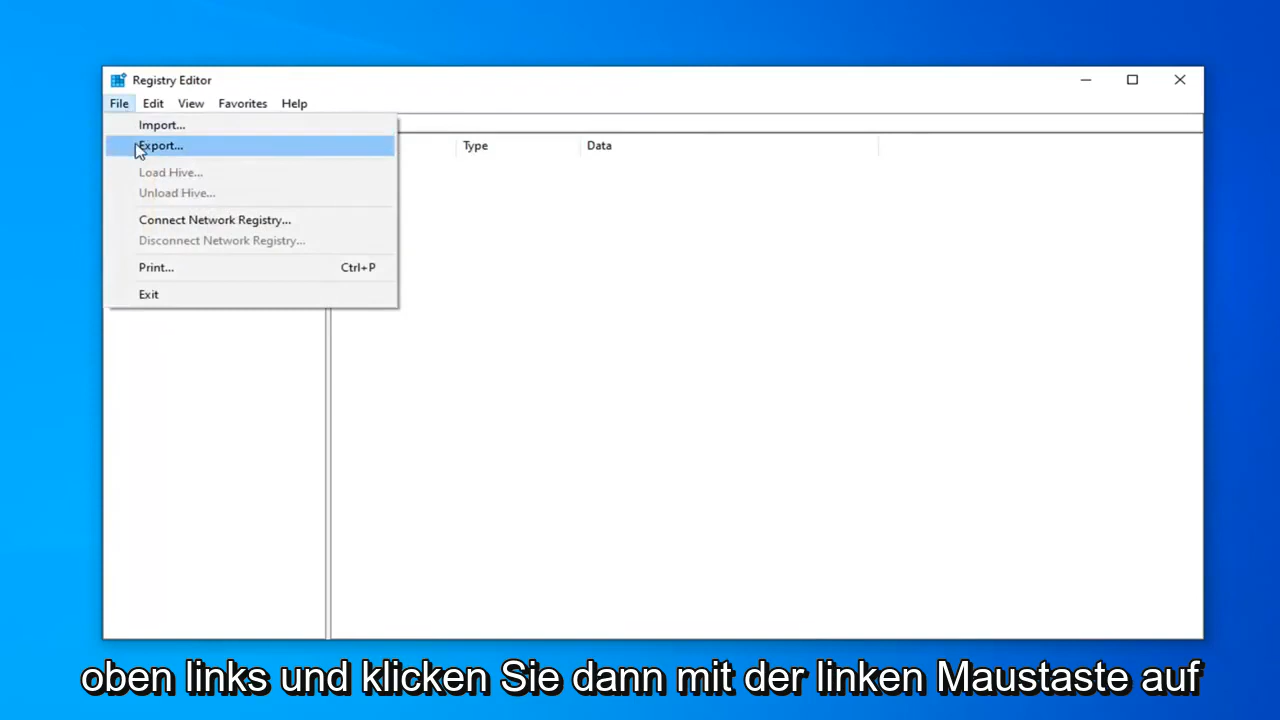 Registry Editor
File Edit View Favorites Help
Import...
Export...
Type Data
Load Hive...
Unload Hive...
Connect Network Registry...
Disconnect Network Registry...
Print... Ctrl+P
Exit
oben links und klicken Sie dann mit der linken Maustaste auf